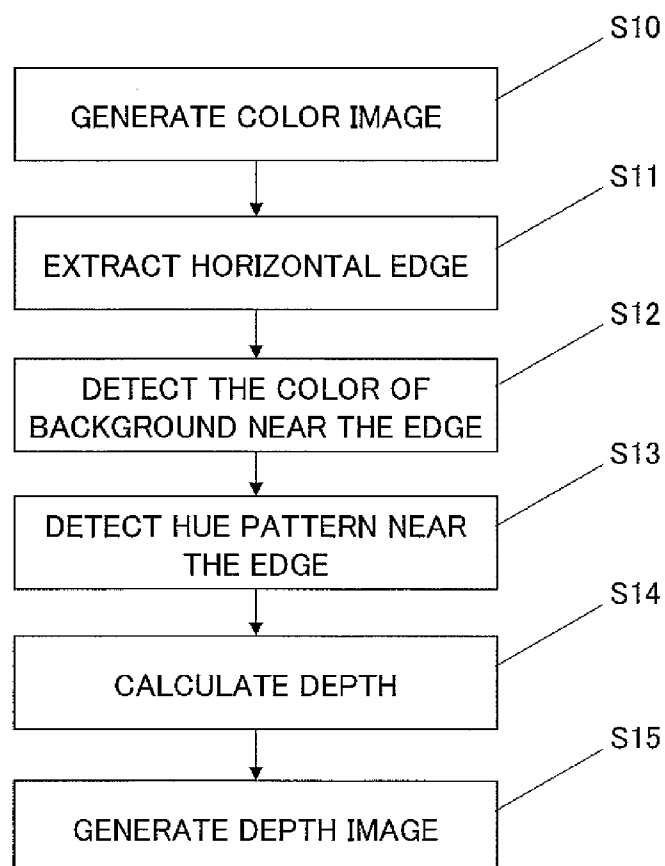 S10
GENERATE COLOR IMAGE
S11
EXTRACT HORIZONTAL EDGE
S12
DETECT THE COLOR OF
BACKGROUND NEAR THE EDGE
S13
DETECT HUE PATTERN NEAR
THE EDGE
S14
CALCULATE DEPTH
S15
GENERATE DEPTH IMAGE